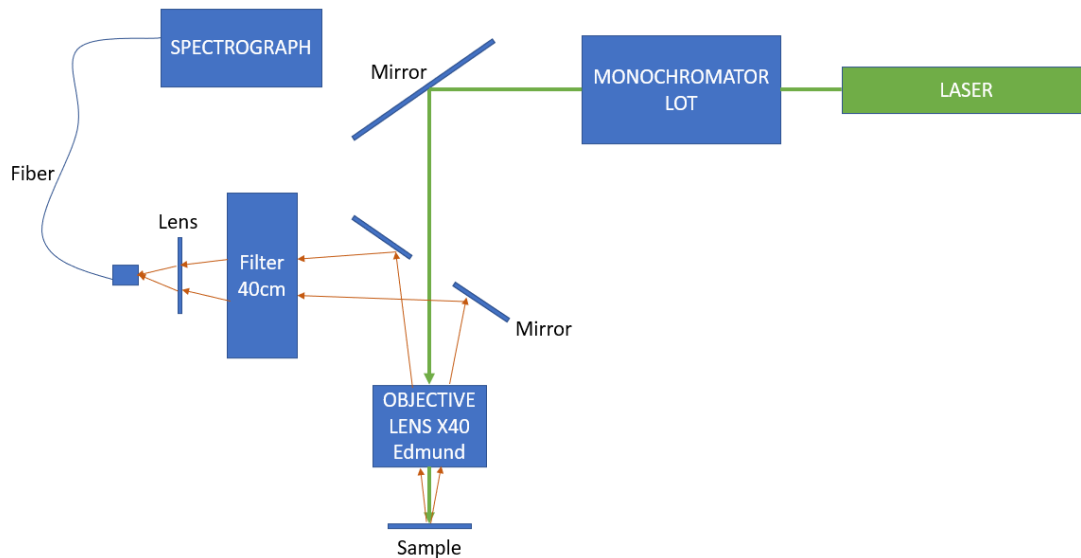 SPECTROGRAPH
Mirror
MONOCHROMATOR
LOT
LASER
Fiber
Lens
Filter
40cm
Mirror
OBJECTIVE
LENS X40
Edmund
Sample